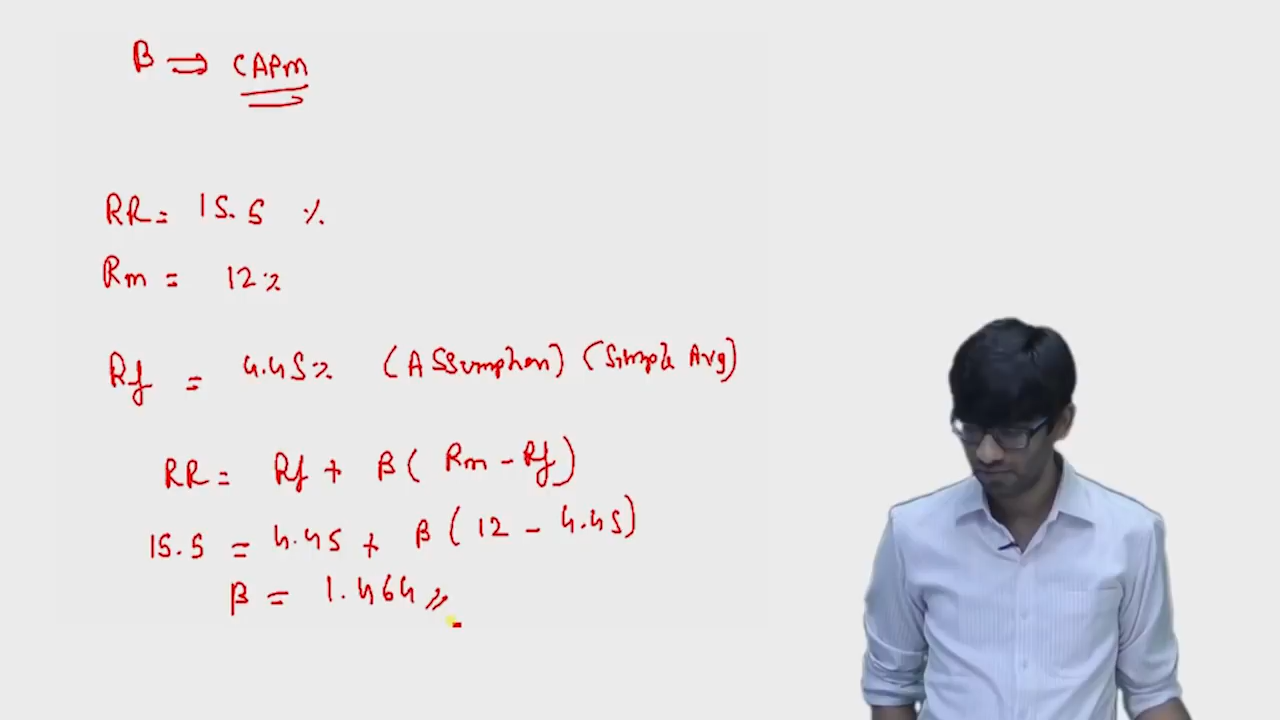 β ⇒ CAPM
RR = 15.5 %
Rm = 12%
Rf = 4.45% (Assumption) (Simple Avg)
RR = Rf + β ( Rm - Rf)
15.5 = 4.45 + β ( 12 - 4.45)
β = 1.464 //